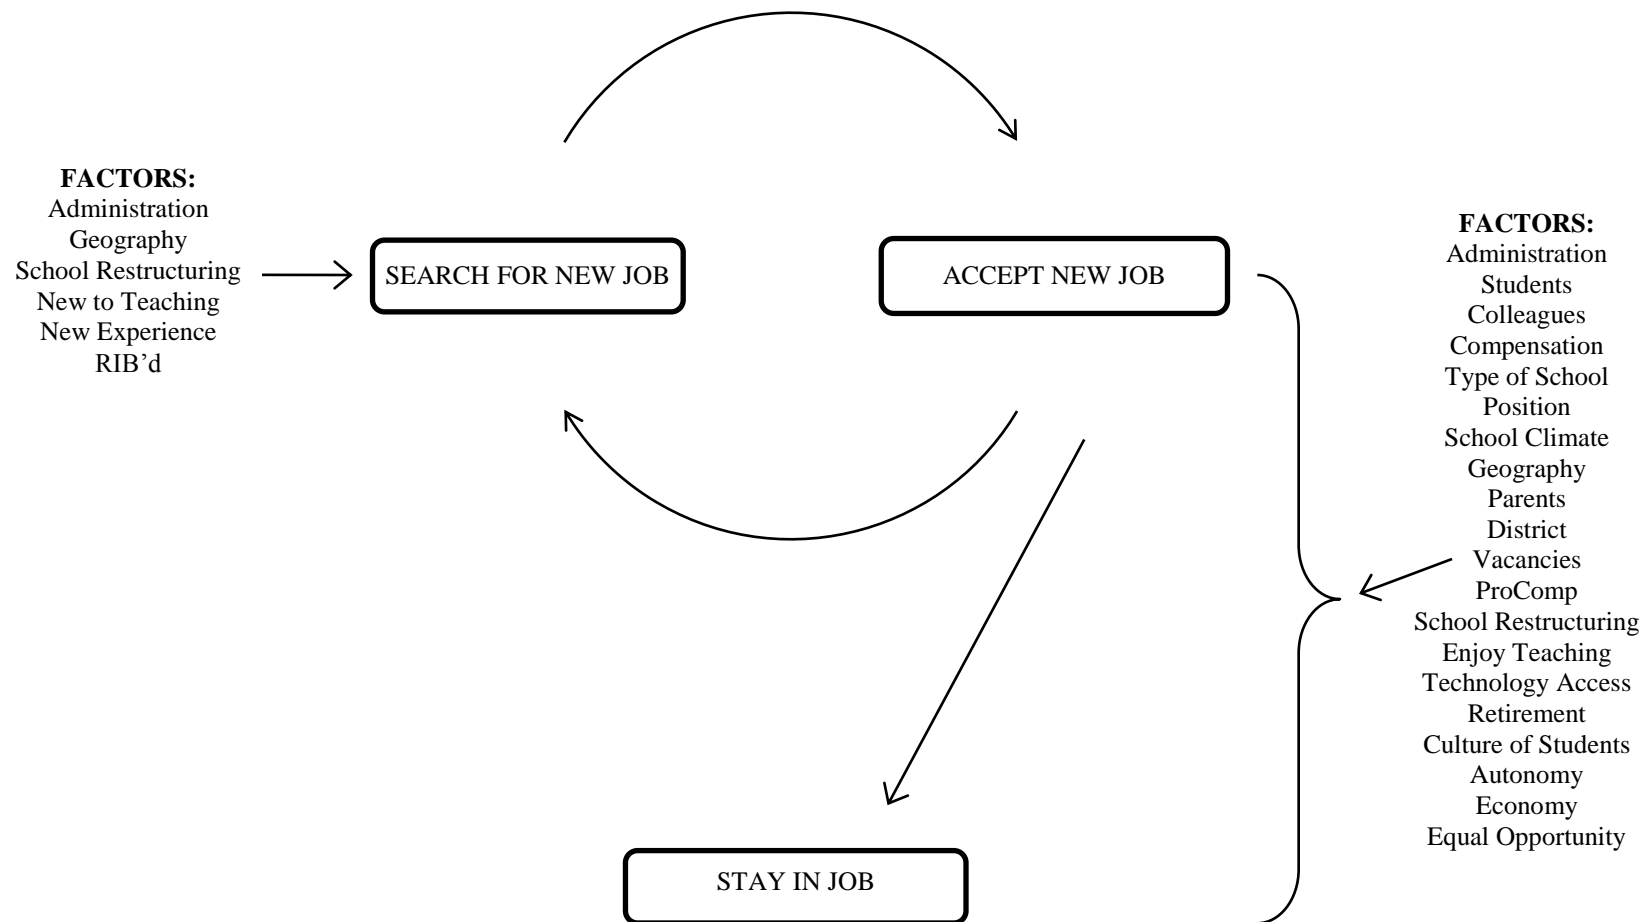 FACTORS:
Administration
Geography
School Restructuring
New to Teaching
New Experience
RIB’d
SEARCH FOR NEW JOB
ACCEPT NEW JOB
STAY IN JOB
FACTORS:
Administration
Students
Colleagues
Compensation
Type of School
Position
School Climate
Geography
Parents
District
Vacancies
ProComp
School Restructuring
Enjoy Teaching
Technology Access
Retirement
Culture of Students
Autonomy
Economy
Equal Opportunity